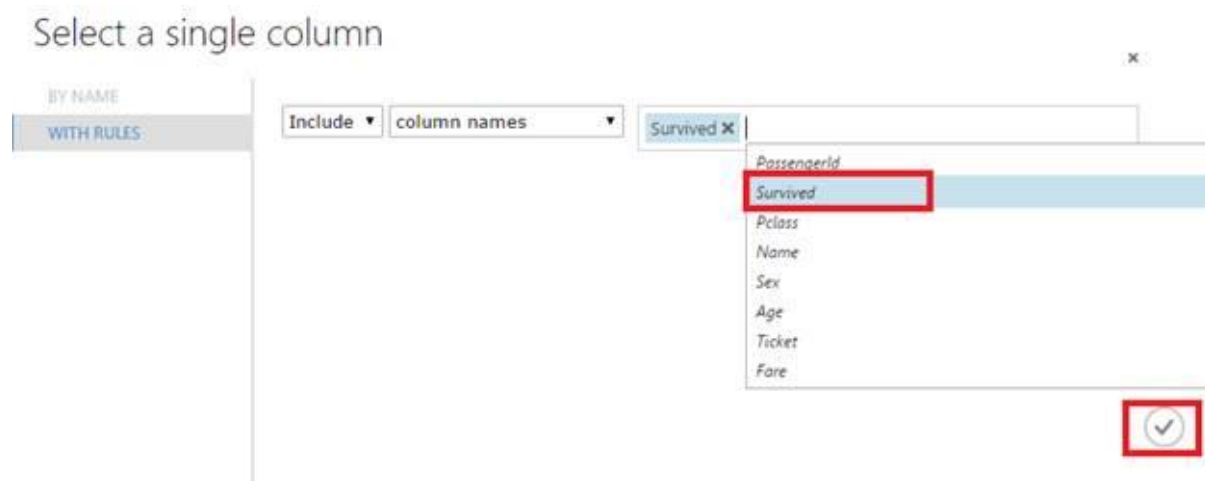 Select a single column
×
BY NAME
WITH RULES
Include ▼ column names ▼ Survived ×
PassengerId
Survived
Pclass
Name
Sex
Age
Ticket
Fare